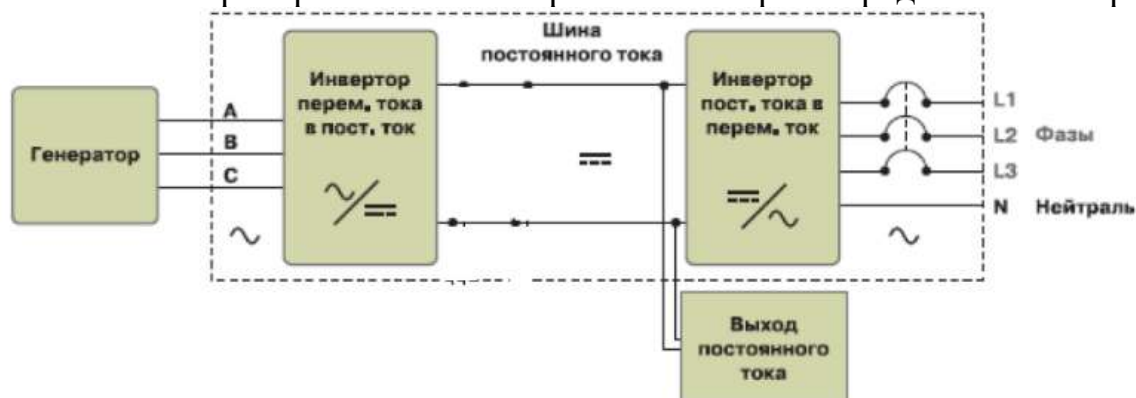 Шина
постоянного тока
Генератор
A
B
C
Инвертор
перем. тока
в пост. ток
Инвертор
пост. тока в
перем. ток
L1
L2 Фазы
L3
N Нейтраль
Выход
постоянного
тока